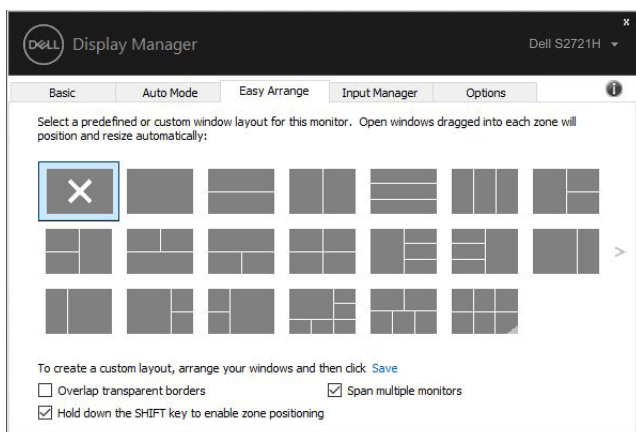 x
DELL Display Manager Dell S2721H
Basic Auto Mode Easy Arrange Input Manager Options
Select a predefined or custom window layout for this monitor. Open windows dragged into each zone will
position and resize automatically:
To create a custom layout, arrange your windows and then click Save
Overlap transparent borders Span multiple monitors
Hold down the SHIFT key to enable zone positioning